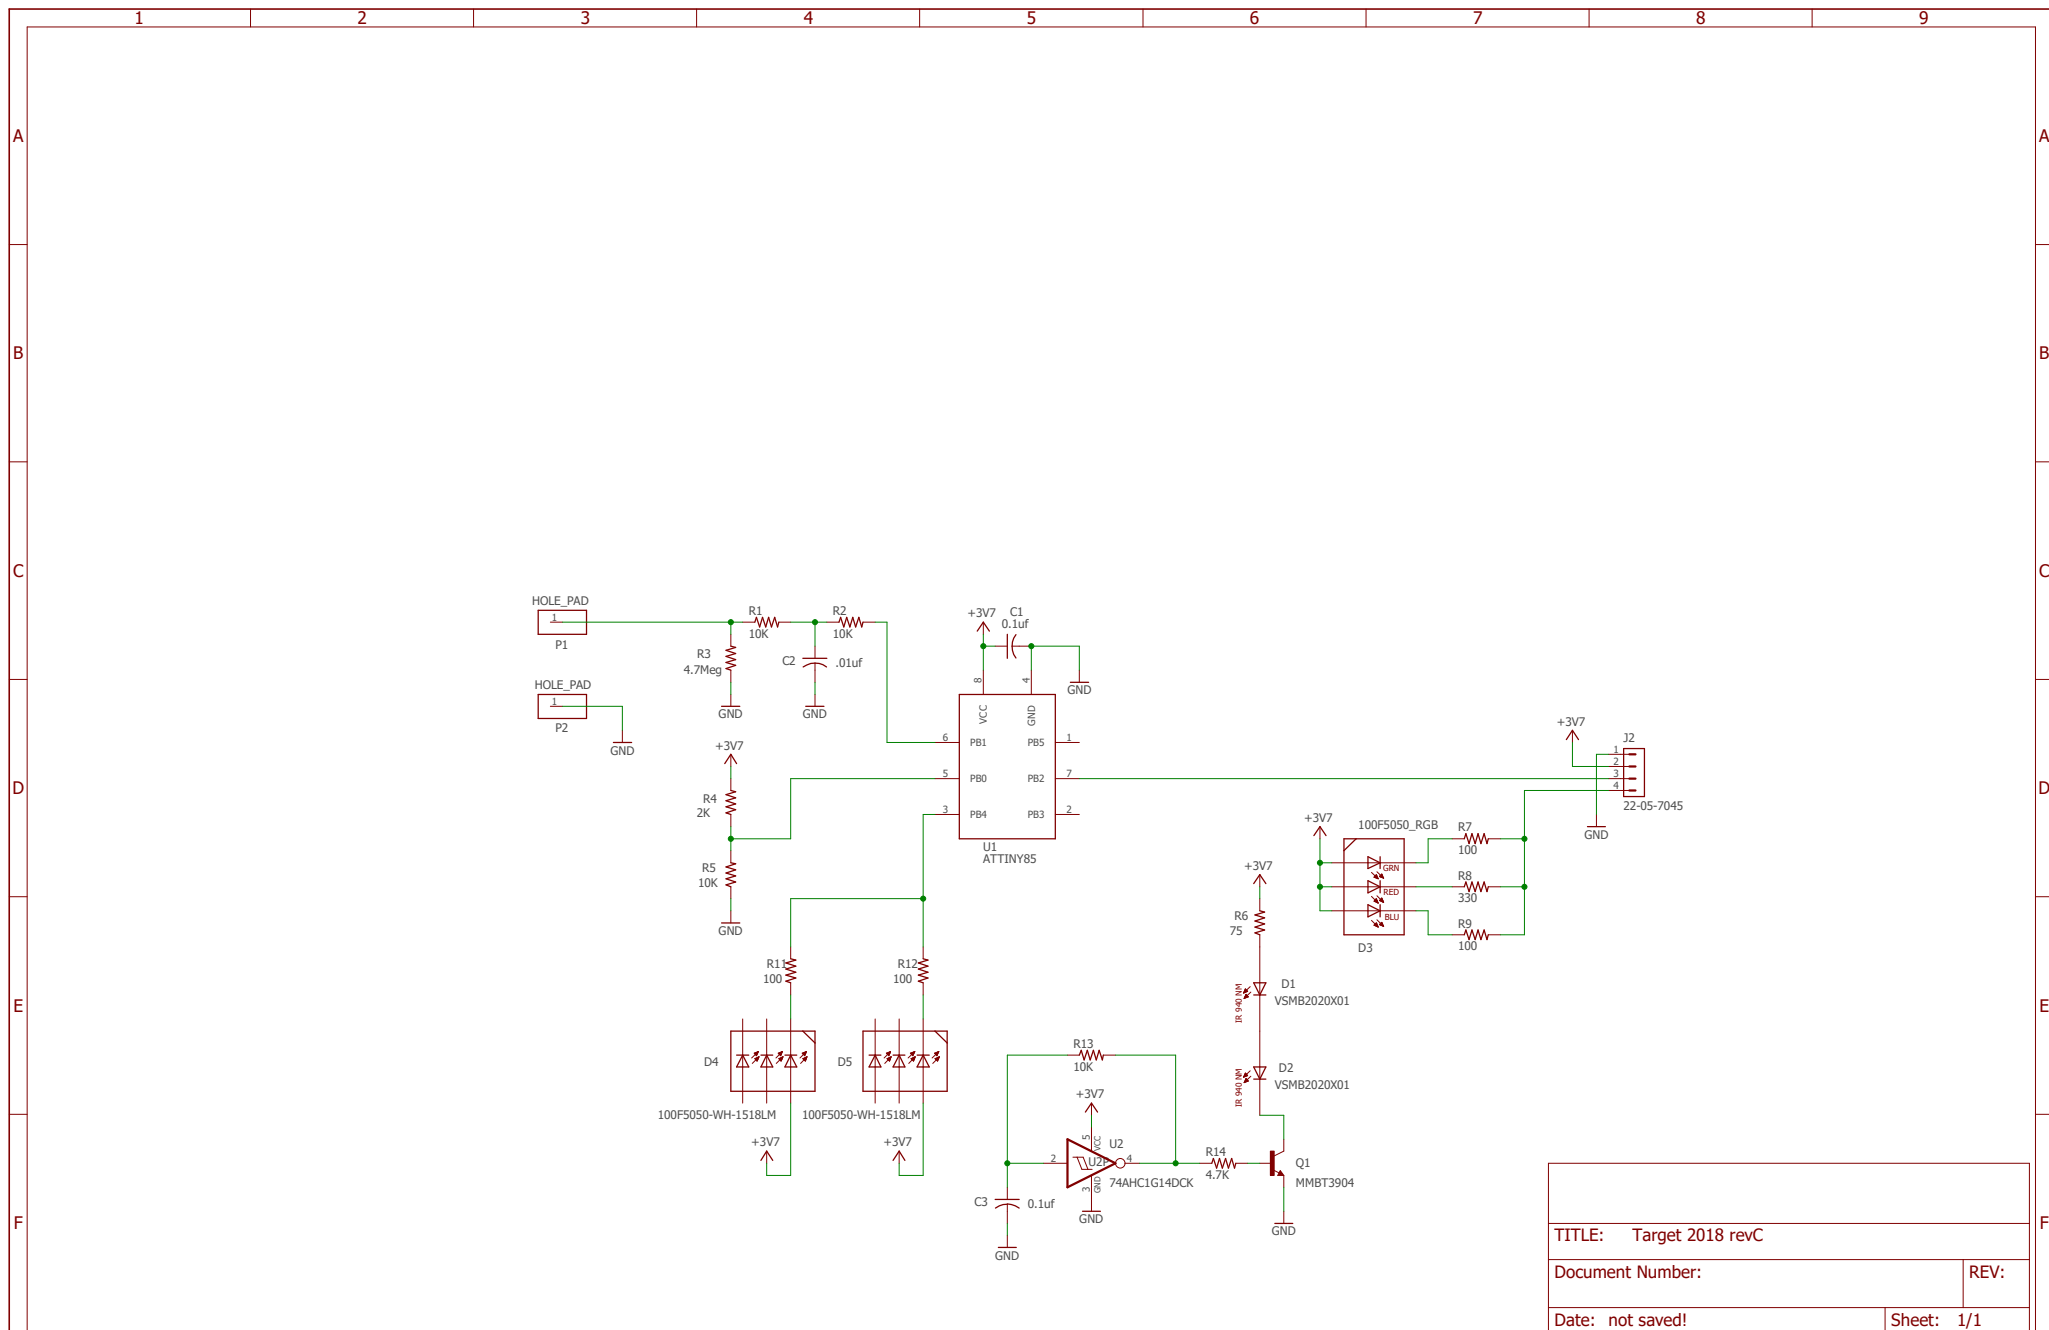 1 2 3 4 5 6 7 8 9
A A
B B
C C
D D
E E
F F
HOLE_PAD
1
P1
HOLE_PAD
1
P2
GND
R1
10K
R2
10K
R3
4.7Meg
GND
C2 .01uf
GND
+3V7
R4
2K
R5
10K
GND
+3V7 C1
0.1uf
GND
8 4
VCC GND
6 PB1 PB5 1
5 PB0 PB2 7
3 PB4 PB3 2
U1
ATTINY85
R11
100
R12
100
D4
D5
100F5050-WH-1518LM
100F5050-WH-1518LM
+3V7
+3V7
R13
10K
+3V7
5 VCC
U2
2 U2P 4
74AHC1G14DCK
3 GND
GND
C3 0.1uf
GND
R14
4.7K
Q1
MMBT3904
GND
+3V7
R6
75
IR 940 NM
D1
VSMB2020X01
IR 940 NM
D2
VSMB2020X01
+3V7
100F5050_RGB
GRN
RED
BLU
D3
R7
100
R8
330
R9
100
+3V7
J2
1
2
3
4
22-05-7045
GND
TITLE: Target 2018 revC
Document Number: REV:
Date: not saved! Sheet: 1/1